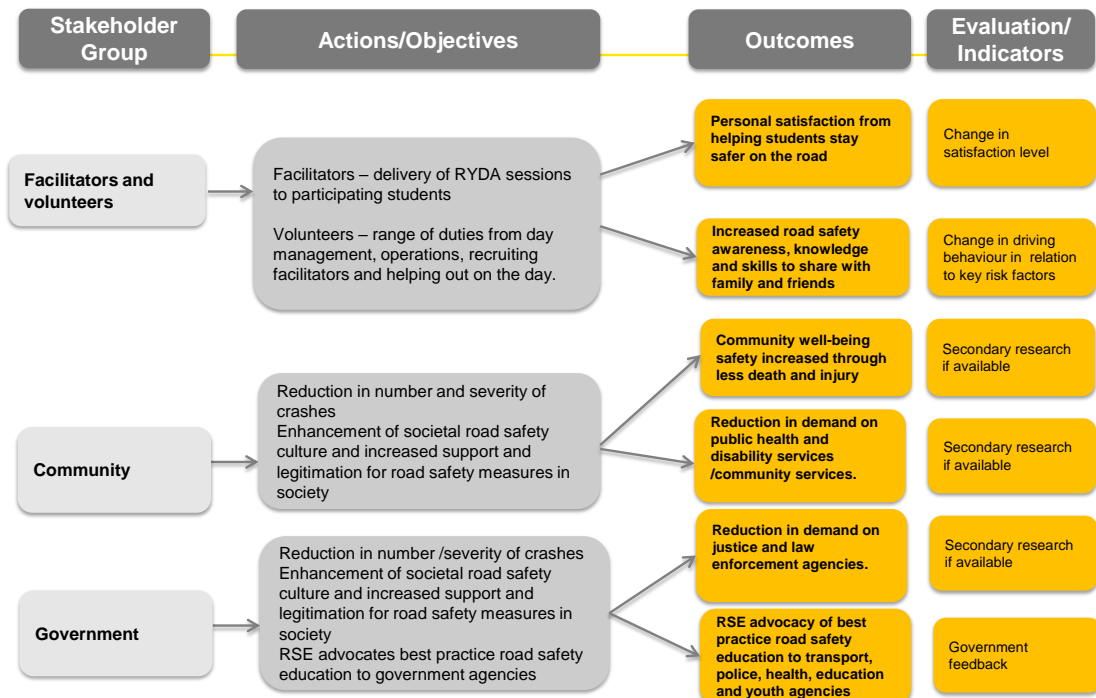 Stakeholder
Group
Actions/Objectives
Outcomes
Evaluation/
Indicators
Facilitators and
volunteers
Facilitators – delivery of RYDA sessions
to participating students
Volunteers – range of duties from day
management, operations, recruiting
facilitators and helping out on the day.
Personal satisfaction from
helping students stay
safer on the road
Change in
satisfaction level
Increased road safety
awareness, knowledge
and skills to share with
family and friends
Change in driving
behaviour in  relation
to key risk factors
Community
Reduction in number and severity of
crashes
Enhancement of societal road safety
culture and increased support and
legitimation for road safety measures in
society
Community well-being
safety increased through
less death and injury
Secondary research
if available
Reduction in demand on
public health and
disability services
/community services.
Secondary research
if available
Government
Reduction in number /severity of crashes
Enhancement of societal road safety
culture and increased support and
legitimation for road safety measures in
society
RSE advocates best practice road safety
education to government agencies
Reduction in demand on
justice and law
enforcement agencies.
Secondary research
if available
RSE advocacy of best
practice road safety
education to transport,
police, health, education
and youth agencies
Government
feedback